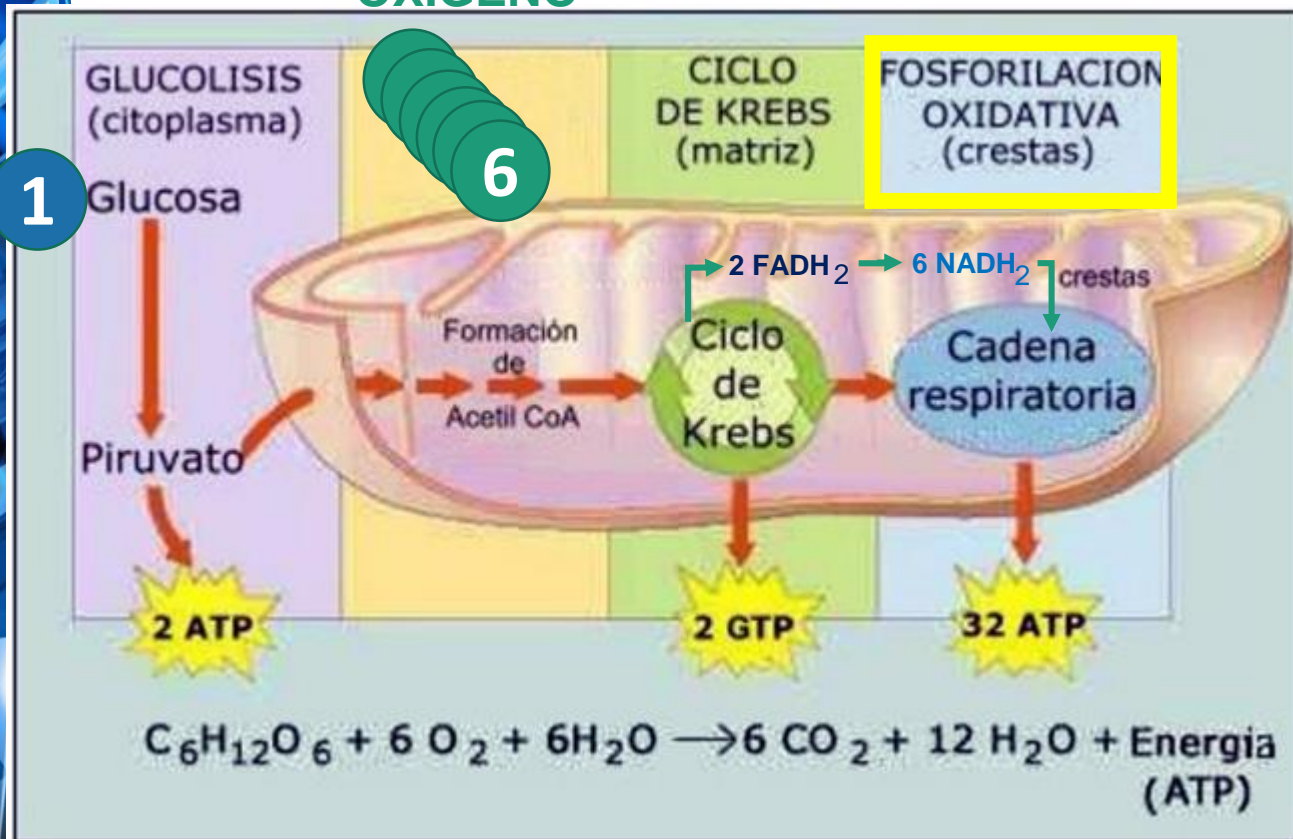 OXIGENO
GLUCOLISIS
(citoplasma)
CICLO
DE KREBS
(matriz)
FOSFORILACION
OXIDATIVA
(crestas)
6
1
Glucosa
2 FADH2
6 NADH2
crestas
Formación
de
Acetil CoA
Ciclo
de
Krebs
Cadena
respiratoria
Piruvato
2 ATP
2 GTP
32 ATP
C6H12O6 + 6 O2 + 6H2O →6 CO2 + 12 H2O + Energia
(ATP)